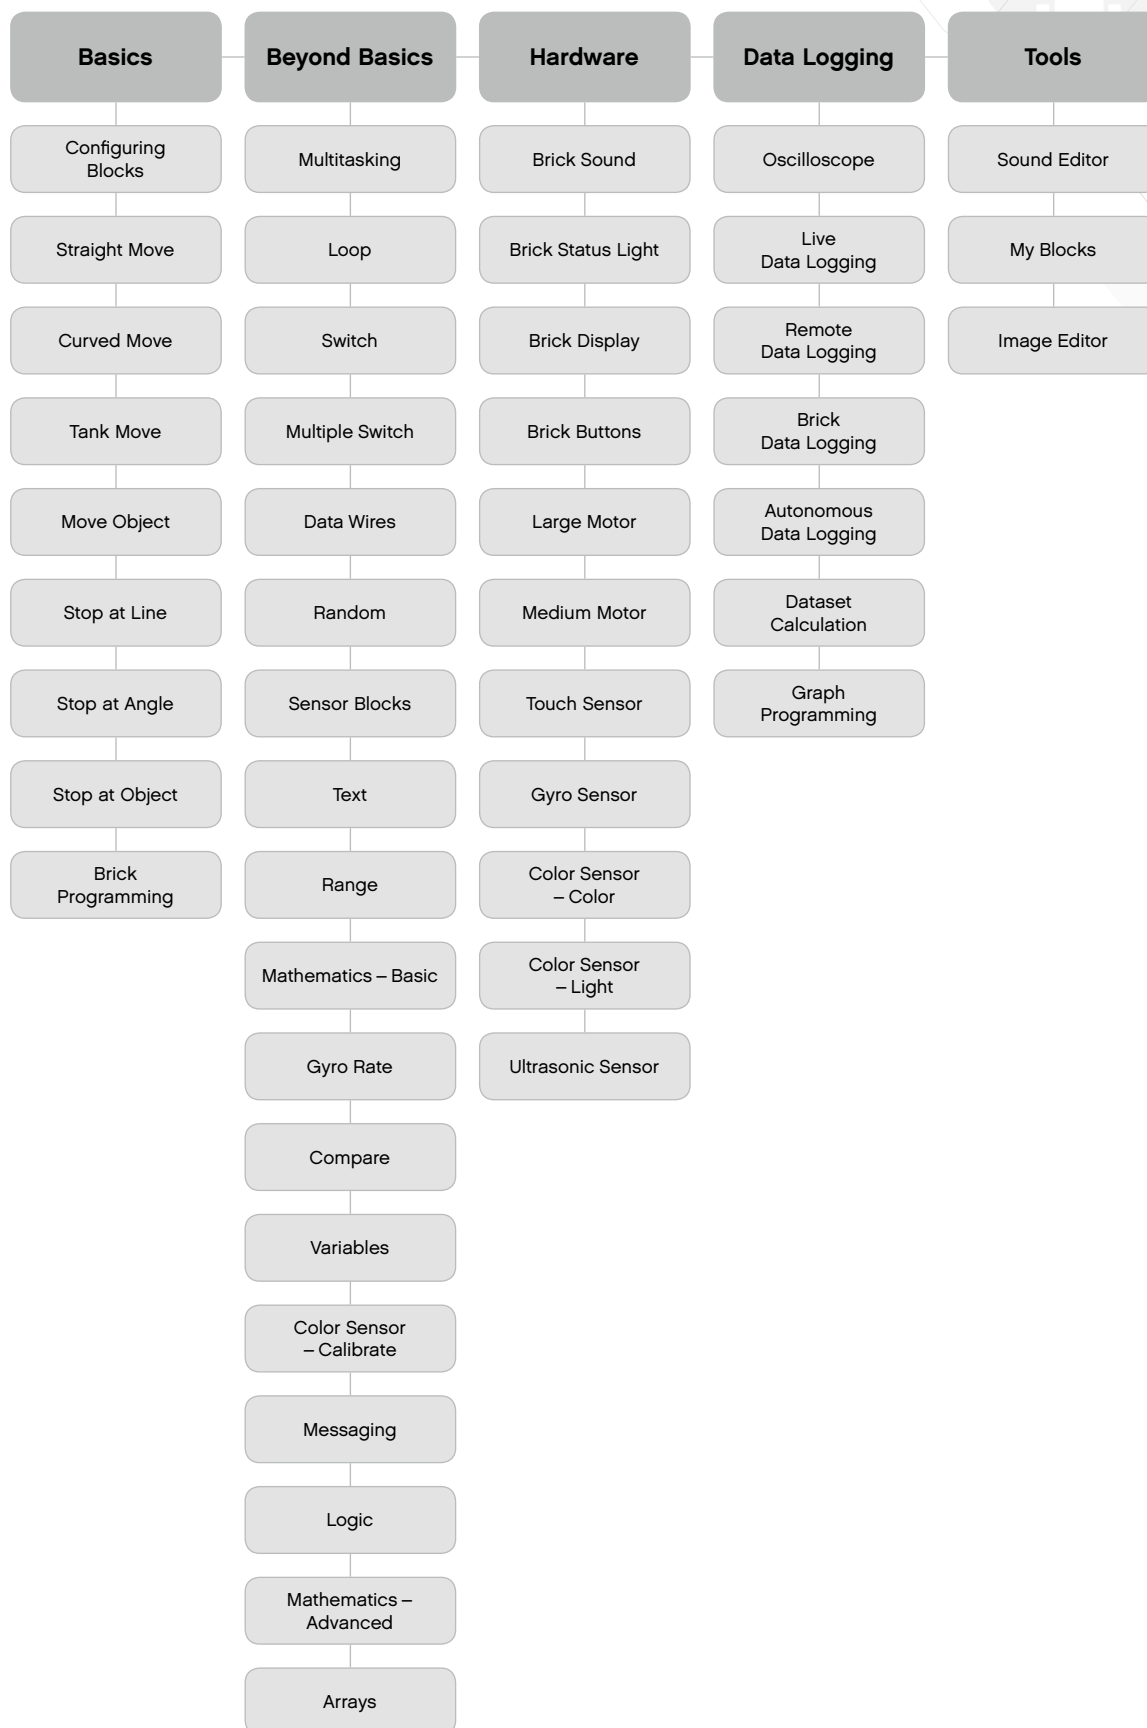 Basics
Configuring
Blocks
Straight Move
Curved Move
Tank Move
Move Object
Stop at Line
Stop at Angle
Stop at Object
Brick
Programming
Beyond Basics
Multitasking
Loop
Switch
Multiple Switch
Data Wires
Random
Sensor Blocks
Text
Range
Mathematics – Basic
Gyro Rate
Compare
Variables
Color Sensor
– Calibrate
Messaging
Logic
Mathematics –
Advanced
Arrays
Hardware
Brick Sound
Brick Status Light
Brick Display
Brick Buttons
Large Motor
Medium Motor
Touch Sensor
Gyro Sensor
Color Sensor
– Color
Color Sensor
– Light
Ultrasonic Sensor
Data Logging
Oscilloscope
Live
Data Logging
Remote
Data Logging
Brick
Data Logging
Autonomous
Data Logging
Dataset
Calculation
Graph
Programming
Tools
Sound Editor
My Blocks
Image Editor